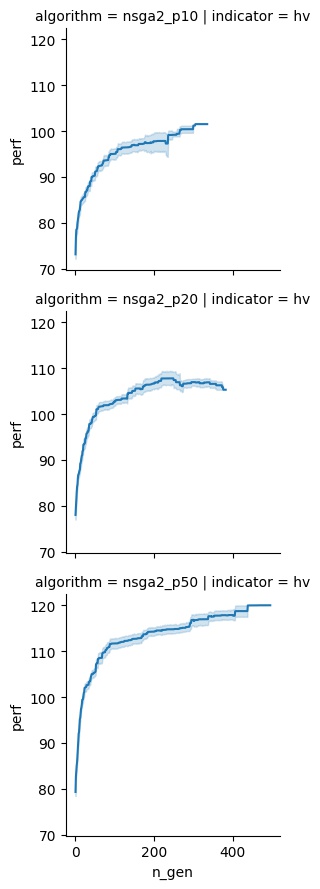 algorithm = nsga2_p10 | indicator = hv
120
110
100
90
80
70
perf
algorithm = nsga2_p20 | indicator = hv
120
110
100
90
80
70
perf
algorithm = nsga2_p50 | indicator = hv
120
110
100
90
80
70
perf
0 200 400
n_gen